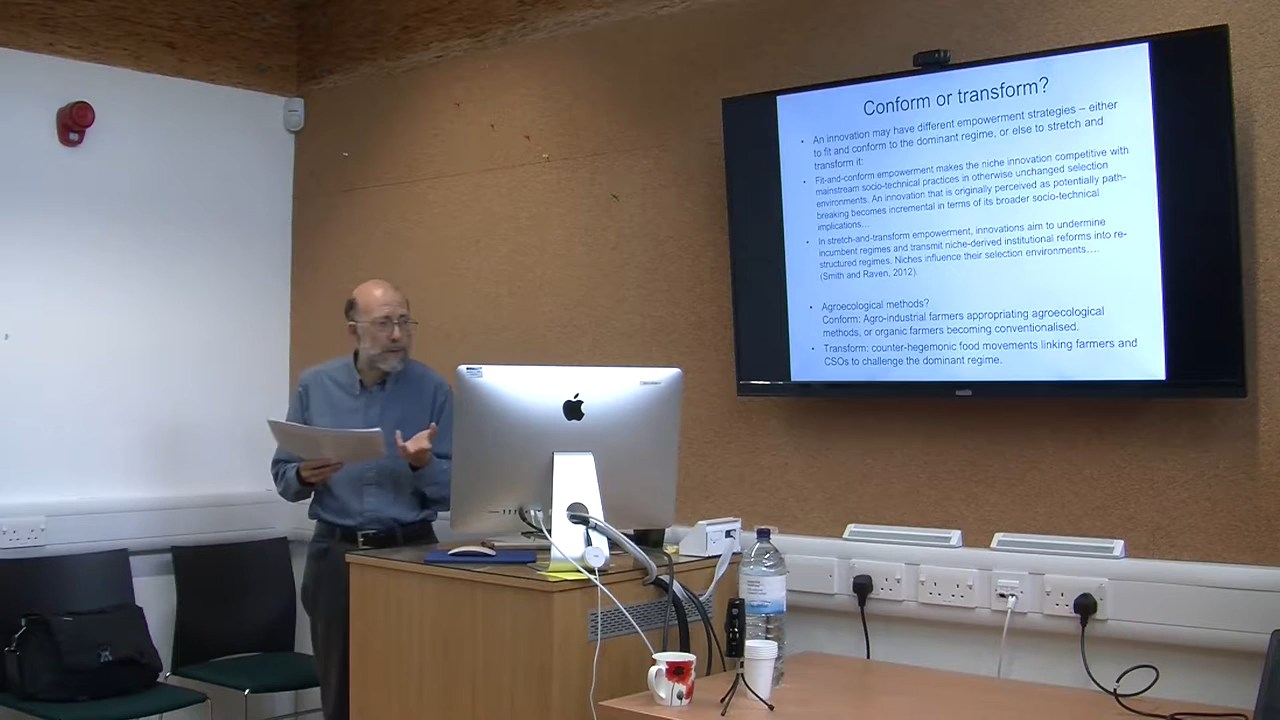 Conform or transform?
• An innovation may have different empowerment strategies – either
to fit and conform to the dominant regime, or else to stretch and
transform it:
• Fit-and-conform empowerment makes the niche innovation competitive with
mainstream socio-technical practices in otherwise unchanged selection
environments. An innovation that is originally perceived as potentially path-
breaking becomes incremental in terms of its broader socio-technical
implications…
• In stretch-and-transform empowerment, innovations aim to undermine
incumbent regimes and transmit niche-derived institutional reforms into re-
structured regimes. Niches influence their selection environments….
(Smith and Raven, 2012).
• Agroecological methods?
Conform: Agro-industrial farmers appropriating agroecological
methods, or organic farmers becoming conventionalised.
• Transform: counter-hegemonic food movements linking farmers and
CSOs to challenge the dominant regime.